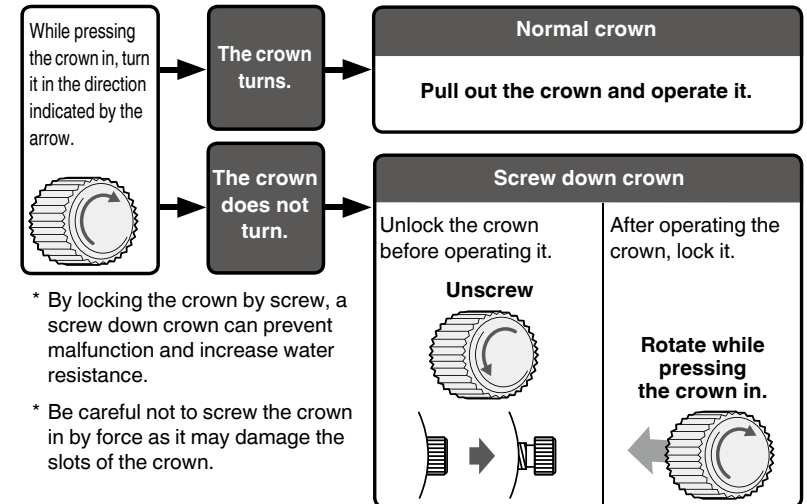 While pressing
the crown in, turn
it in the direction
indicated by the
arrow.
The crown
turns.
Normal crown
Pull out the crown and operate it.
The crown
does not
turn.
Screw down crown
Unlock the crown
before operating it.
Unscrew
After operating the
crown, lock it.
Rotate while
pressing
the crown in.
* By locking the crown by screw, a
screw down crown can prevent
malfunction and increase water
resistance.
* Be careful not to screw the crown
in by force as it may damage the
slots of the crown.